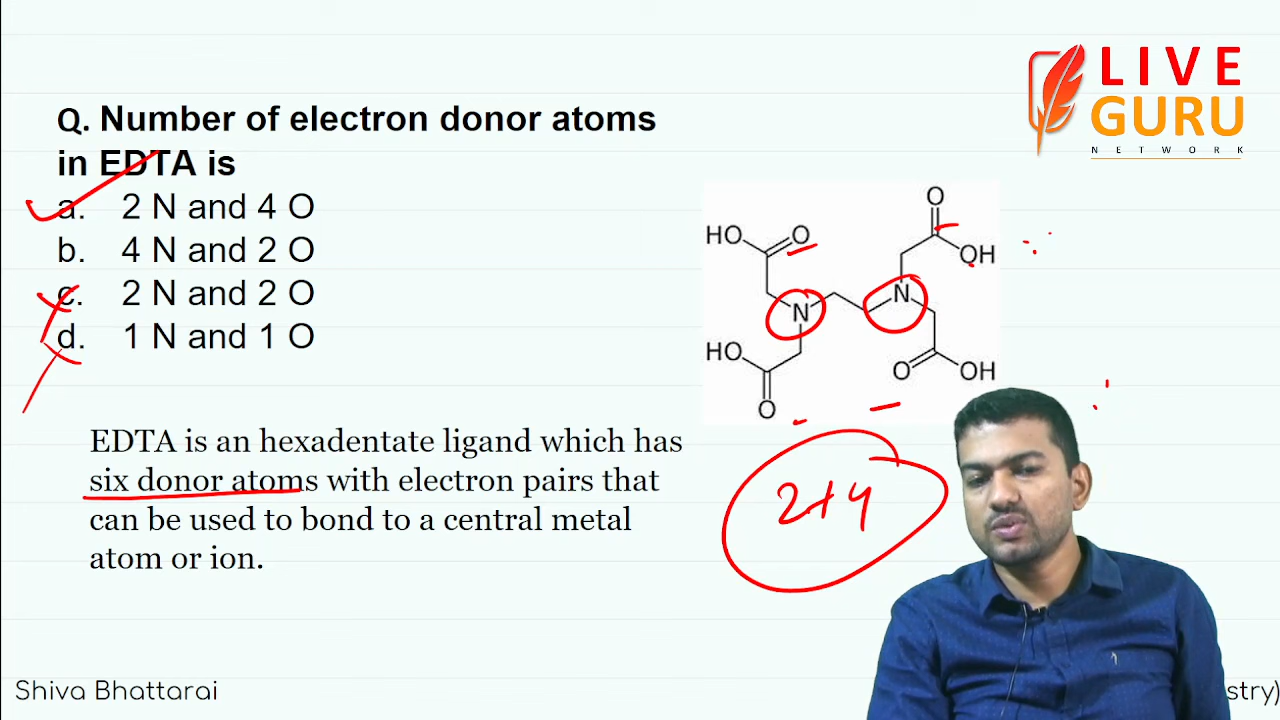 LIVE
GURU
NETWORK
Q. Number of electron donor atoms
in EDTA is
a. 2 N and 4 O
b. 4 N and 2 O
c. 2 N and 2 O
d. 1 N and 1 O
O
HO O
OH
N
N
HO
O OH
O
EDTA is an hexadentate ligand which has
six donor atoms with electron pairs that
can be used to bond to a central metal
atom or ion.
2+4
Shiva Bhattarai
stry)